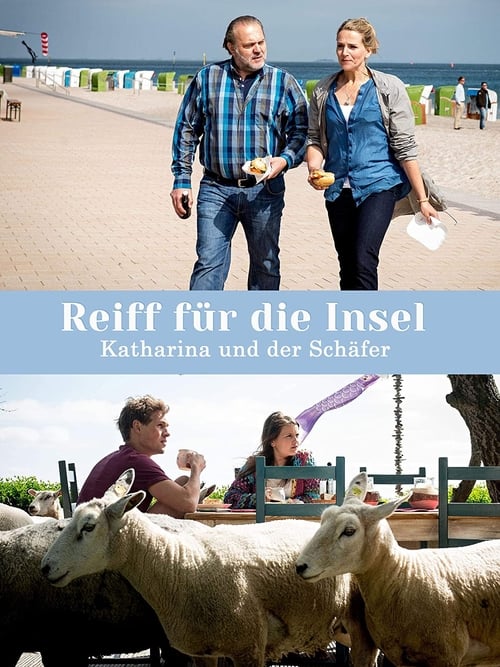 Reiff für die Insel
Katharina und der Schäfer